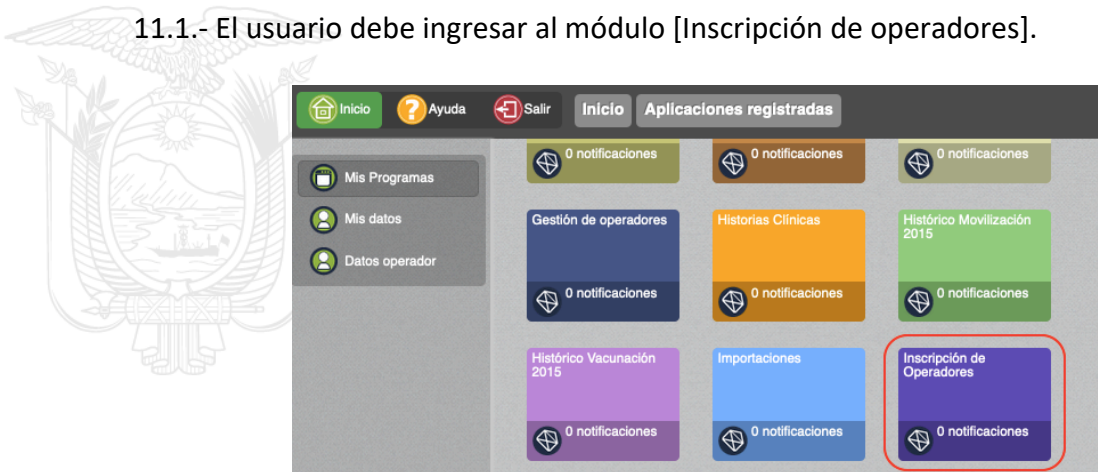 11.1.- El usuario debe ingresar al módulo [Inscripción de operadores].
Inicio
Ayuda
Salir
Inicio
Aplicaciones registradas
Mis Programas
Mis datos
Datos operador
0 notificaciones
0 notificaciones
0 notificaciones
Gestión de operadores
0 notificaciones
Historias Clínicas
0 notificaciones
Histórico Movilización
2015
0 notificaciones
Histórico Vacunación
2015
0 notificaciones
Importaciones
0 notificaciones
Inscripción de
Operadores
0 notificaciones